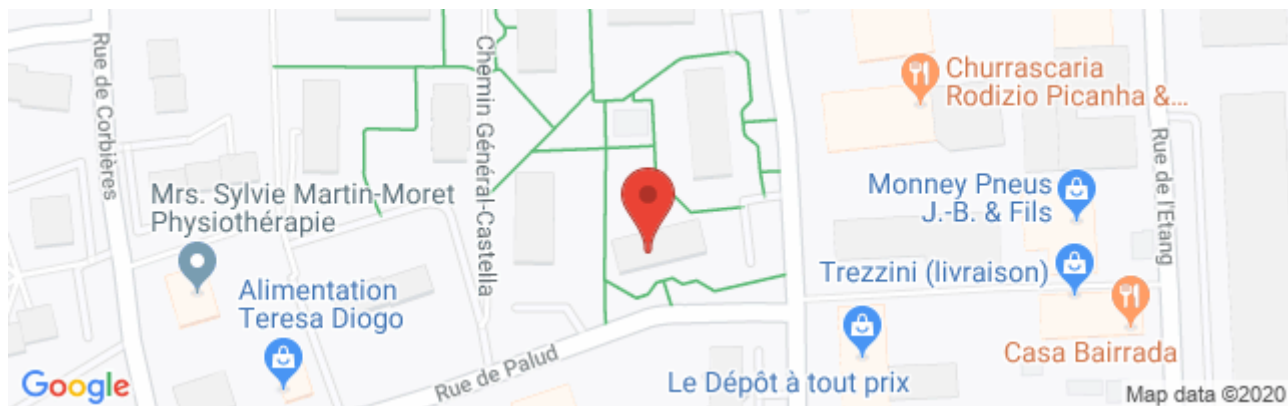 Rue de Corbières
Chemin Général-Castella
Churrascaria
Rodizio Picanha &...
Rue de l'Etang
Mrs. Sylvie Martin-Moret
Physiothérapie
Monney Pneus
J.-B. & Fils
Trezzini (livraison)
Alimentation
Teresa Diogo
Casa Bairrada
Rue de Palud
Le Dépôt à tout prix
Google
Map data ©2020